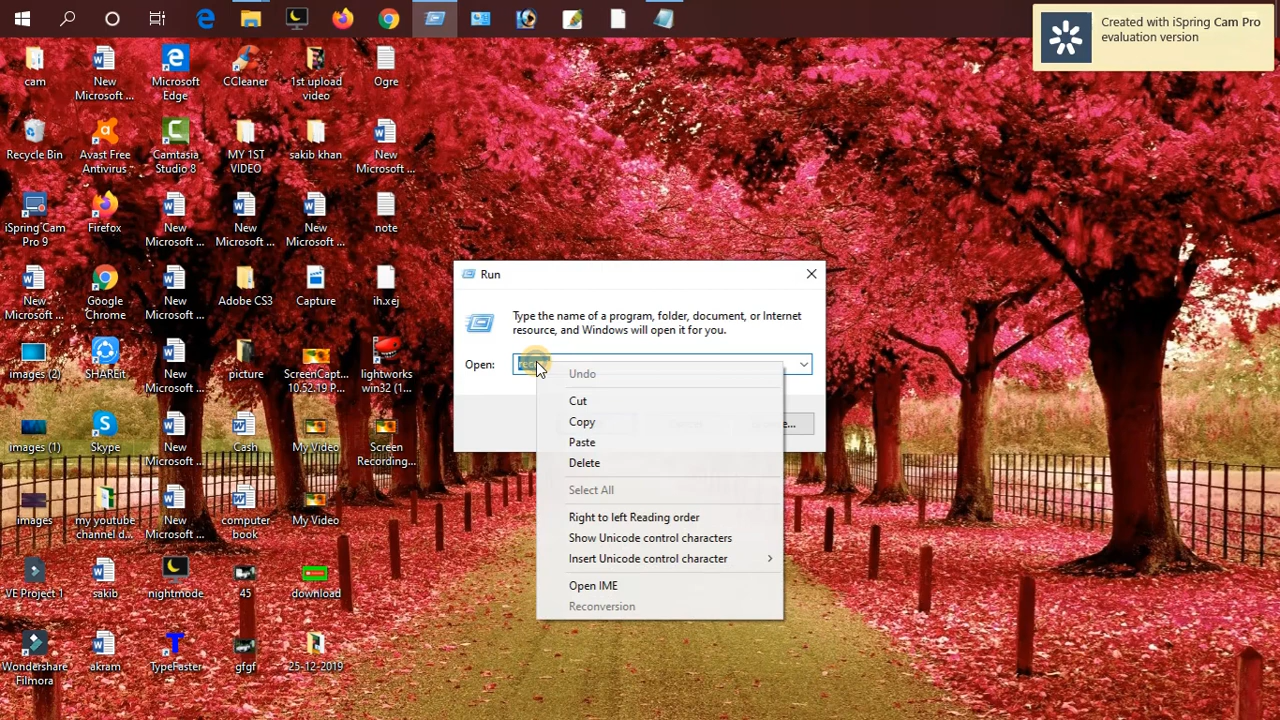 Created with iSpring Cam Pro
evaluation version
cam
New
Microsoft ...
Microsoft
Edge
CCleaner
1st upload
video
Ogre
Recycle Bin
Avast Free
Antivirus
Camtasia
Studio 8
MY 1ST
VIDEO
sakib khan
New
Microsoft ...
iSpring Cam
Pro 9
Firefox
New
Microsoft ...
New
Microsoft ...
New
Microsoft ...
note
New
Microsoft ...
Google
Chrome
New
Microsoft ...
Adobe CS3
Capture
ih.xej
images (2)
SHAREit
New
Microsoft ...
picture
ScreenCapt...
10.52.19 P...
lightworks
win32 (1...
images (1)
Skype
New
Microsoft ...
Cash
My Video
Screen
Recording...
images
my youtube
channel d...
New
Microsoft ...
computer-
book
My Video
VE Project 1
sakib
nightmode
45
download
Wondershare
Filmora
akram
TypeFaster
gfgf
25-12-2019
Run
Type the name of a program, folder, document, or Internet
resource, and Windows will open it for you.
Open:
Undo
Cut
Copy
Paste
Delete
Select All
Right to left Reading order
Show Unicode control characters
Insert Unicode control character
Open IME
Reconversion